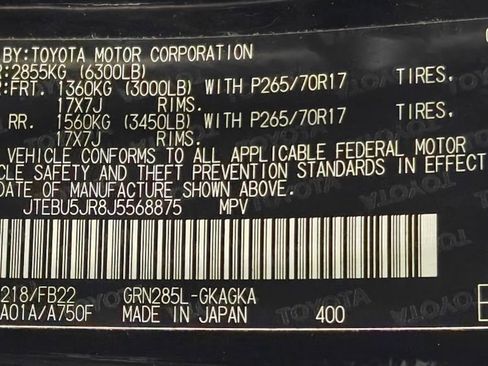 BY: TOYOTA MOTOR CORPORATION
:2855KG (6300LB)
:FRT. 1360KG (3000LB) WITH P265/70R17 TIRES,
17X7J RIMS.
RR. 1560KG (3450LB) WITH P265/70R17 TIRES,
17X7J RIMS.
VEHICLE CONFORMS TO ALL APPLICABLE FEDERAL MOTOR
CLE SAFETY AND THEFT PREVENTION STANDARDS IN EFFECT
DATE OF MANUFACTURE SHOWN ABOVE.
JTEBU5JR8J5568875 MPV
218/FB22 GRN285L-GKAGKA
A01A/A750F MADE IN JAPAN 400